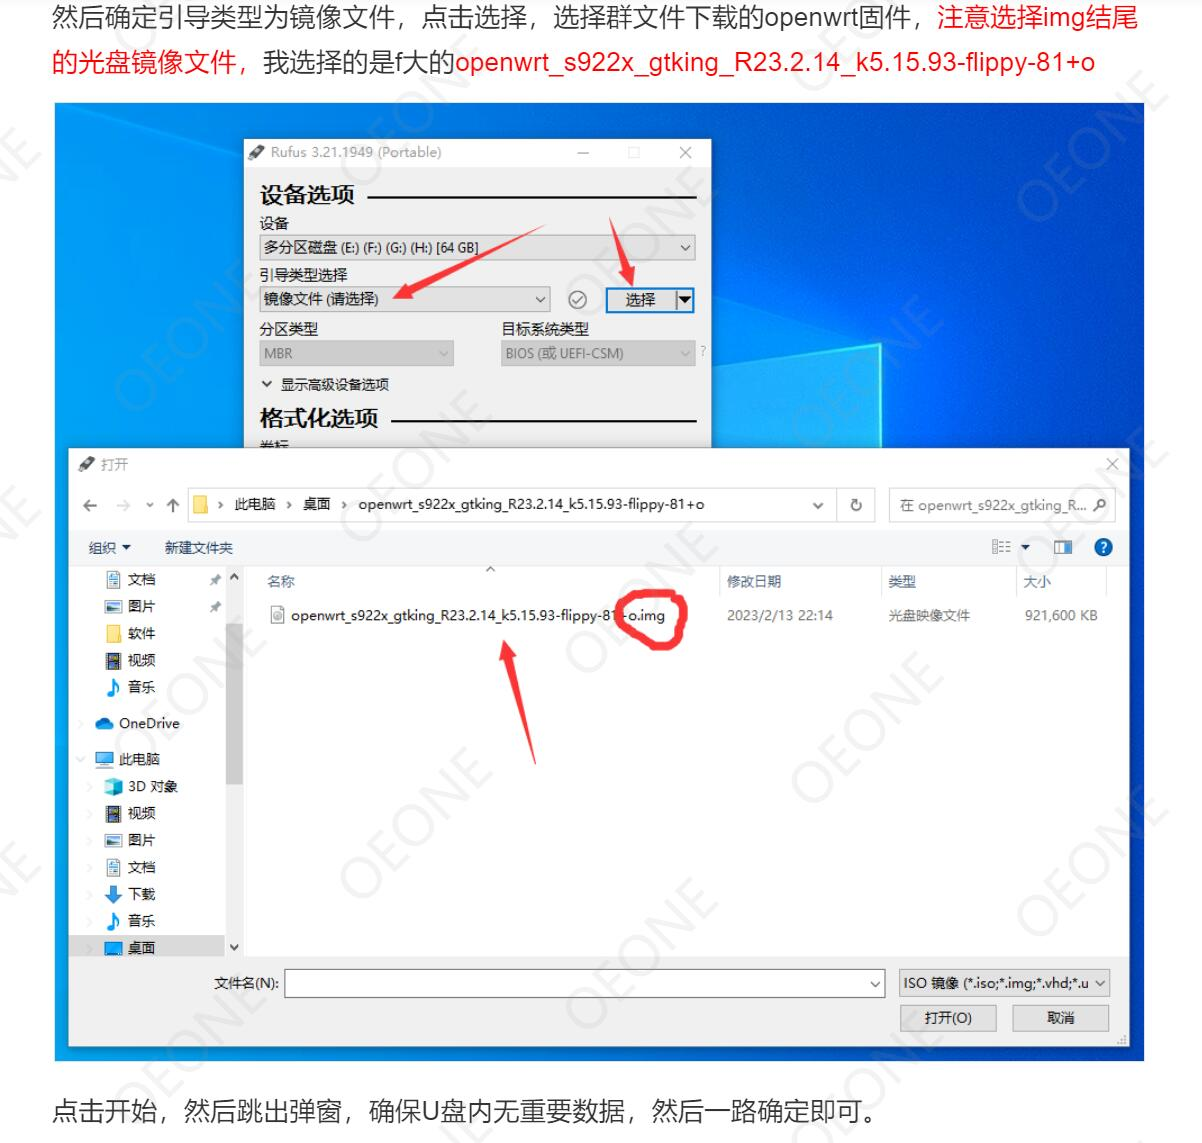 然后确定引导类型为镜像文件，点击选择，选择群文件下载的openwrt固件，注意选择img结尾
的光盘镜像文件，我选择的是f大的openwrt_s922x_gtking_R23.2.14_k5.15.93-flippy-81+o
Rufus 3.21.1949 (Portable)
设备选项
设备
多分区磁盘 (E:) (F:) (G:) (H:) [64 GB]
引导类型选择
镜像文件 (请选择)
选择
分区类型
目标系统类型
MBR
BIOS (或 UEFI-CSM)
?
显示高级设备选项
格式化选项
打开
此电脑 › 桌面 › openwrt_s922x_gtking_R23.2.14_k5.15.93-flippy-81+o
在 openwrt_s922x_gtking_R...
组织
新建文件夹
名称
修改日期
类型
大小
openwrt_s922x_gtking_R23.2.14_k5.15.93-flippy-81+o.img
2023/2/13 22:14
光盘映像文件
921,600 KB
文档
图片
软件
视频
音乐
OneDrive
此电脑
3D 对象
视频
图片
文档
下载
音乐
桌面
文件名(N):
ISO 镜像 (*.iso;*.img;*.vhd;*.u
打开(O)
取消
点击开始，然后跳出弹窗，确保U盘内无重要数据，然后一路确定即可。
OEONE